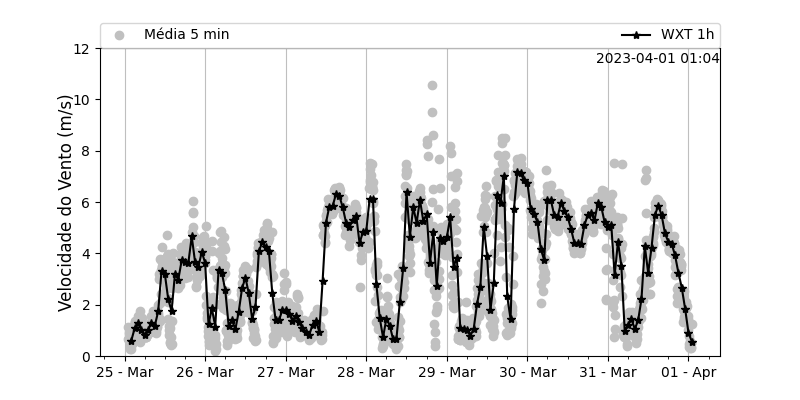 Média 5 min
WXT 1h
2023-04-01 01:04
Velocidade do Vento (m/s)
12
10
8
6
4
2
0
25 - Mar 26 - Mar 27 - Mar 28 - Mar 29 - Mar 30 - Mar 31 - Mar 01 - Apr